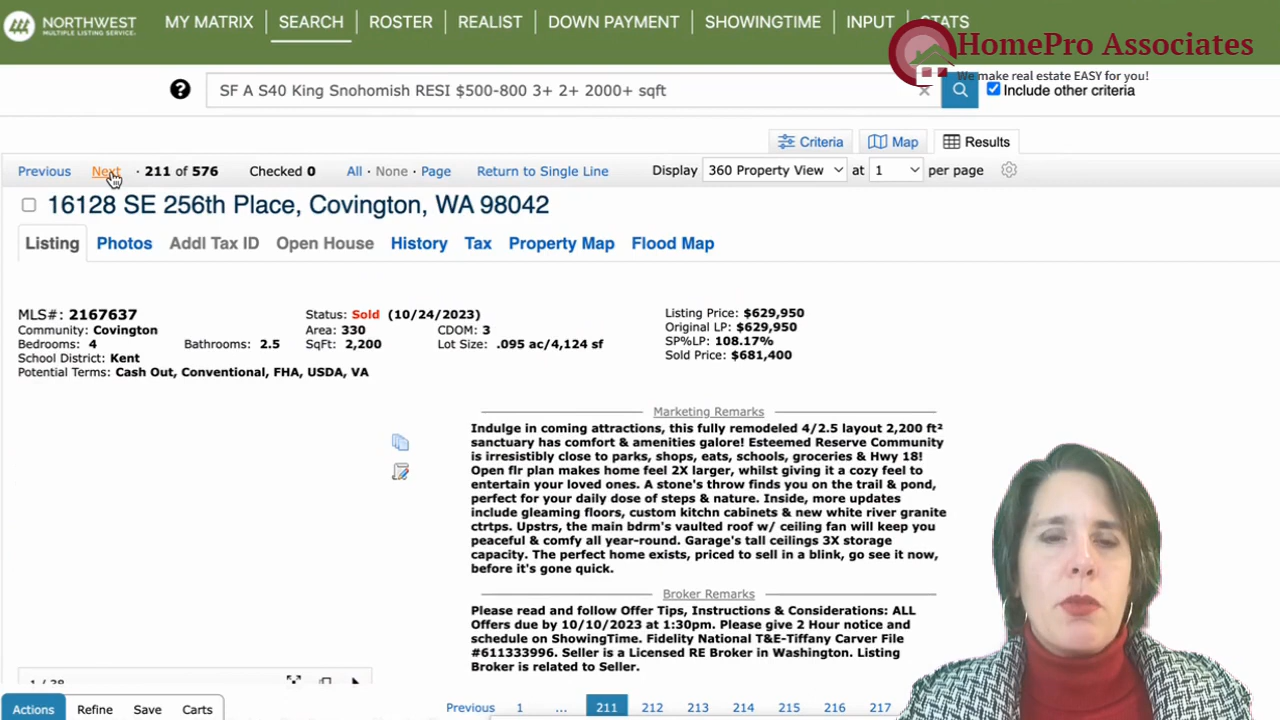 NORTHWEST
MULTIPLE LISTING SERVICE®
MY MATRIX SEARCH ROSTER REALIST DOWN PAYMENT SHOWINGTIME INPUT STATS
HomePro Associates
We make real estate EASY for you!
SF A S40 King Snohomish RESI $500-800 3+ 2+ 2000+ sqft
Include other criteria
Criteria Map Results
Previous Next · 211 of 576 Checked 0 All · None · Page Return to Single Line Display 360 Property View at 1 per page
16128 SE 256th Place, Covington, WA 98042
Listing Photos Addl Tax ID Open House History Tax Property Map Flood Map
MLS#: 2167637 Status: Sold (10/24/2023) Listing Price: $629,950
Community: Covington Area: 330 CDOM: 3 Original LP: $629,950
Bedrooms: 4 Bathrooms: 2.5 SqFt: 2,200 Lot Size: .095 ac/4,124 sf SP%LP: 108.17%
School District: Kent Sold Price: $681,400
Potential Terms: Cash Out, Conventional, FHA, USDA, VA
Marketing Remarks
Indulge in coming attractions, this fully remodeled 4/2.5 layout 2,200 ft²
sanctuary has comfort & amenities galore! Esteemed Reserve Community
is irresistibly close to parks, shops, eats, schools, groceries & Hwy 18!
Open flr plan makes home feel 2X larger, whilst giving it a cozy feel to
entertain your loved ones. A stone's throw finds you on the trail & pond,
perfect for your daily dose of steps & nature. Inside, more updates
include gleaming floors, custom kitchn cabinets & new white river granite
ctrtps. Upstrs, the main bdrm's vaulted roof w/ ceiling fan will keep you
peaceful & comfy all year-round. Garage's tall ceilings 3X storage
capacity. The perfect home exists, priced to sell in a blink, go see it now,
before it's gone quick.
Broker Remarks
Please read and follow Offer Tips, Instructions & Considerations: ALL
Offers due by 10/10/2023 at 1:30pm. Please give 2 Hour notice and
schedule on ShowingTime. Fidelity National T&E-Tiffany Carver File
#611333996. Seller is a Licensed RE Broker in Washington. Listing
Broker is related to Seller.
1 / 38
Actions Refine Save Carts Previous 1 ... 211 212 213 214 215 216 217